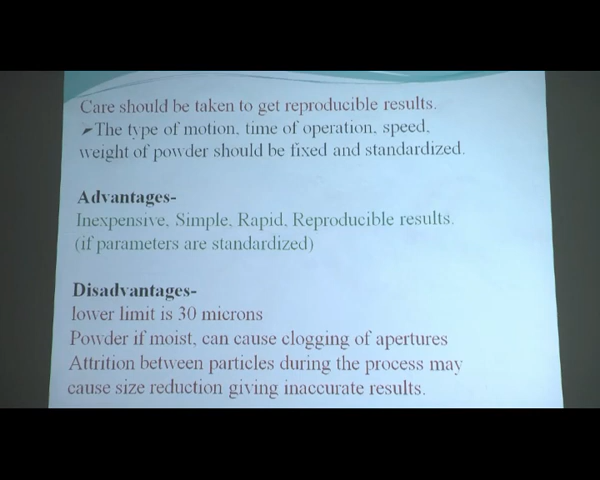 Care should be taken to get reproducible results.
➢The type of motion, time of operation, speed,
weight of powder should be fixed and standardized.
Advantages-
Inexpensive, Simple, Rapid, Reproducible results.
(if parameters are standardized)
Disadvantages-
lower limit is 30 microns
Powder if moist, can cause clogging of apertures
Attrition between particles during the process may
cause size reduction giving inaccurate results.